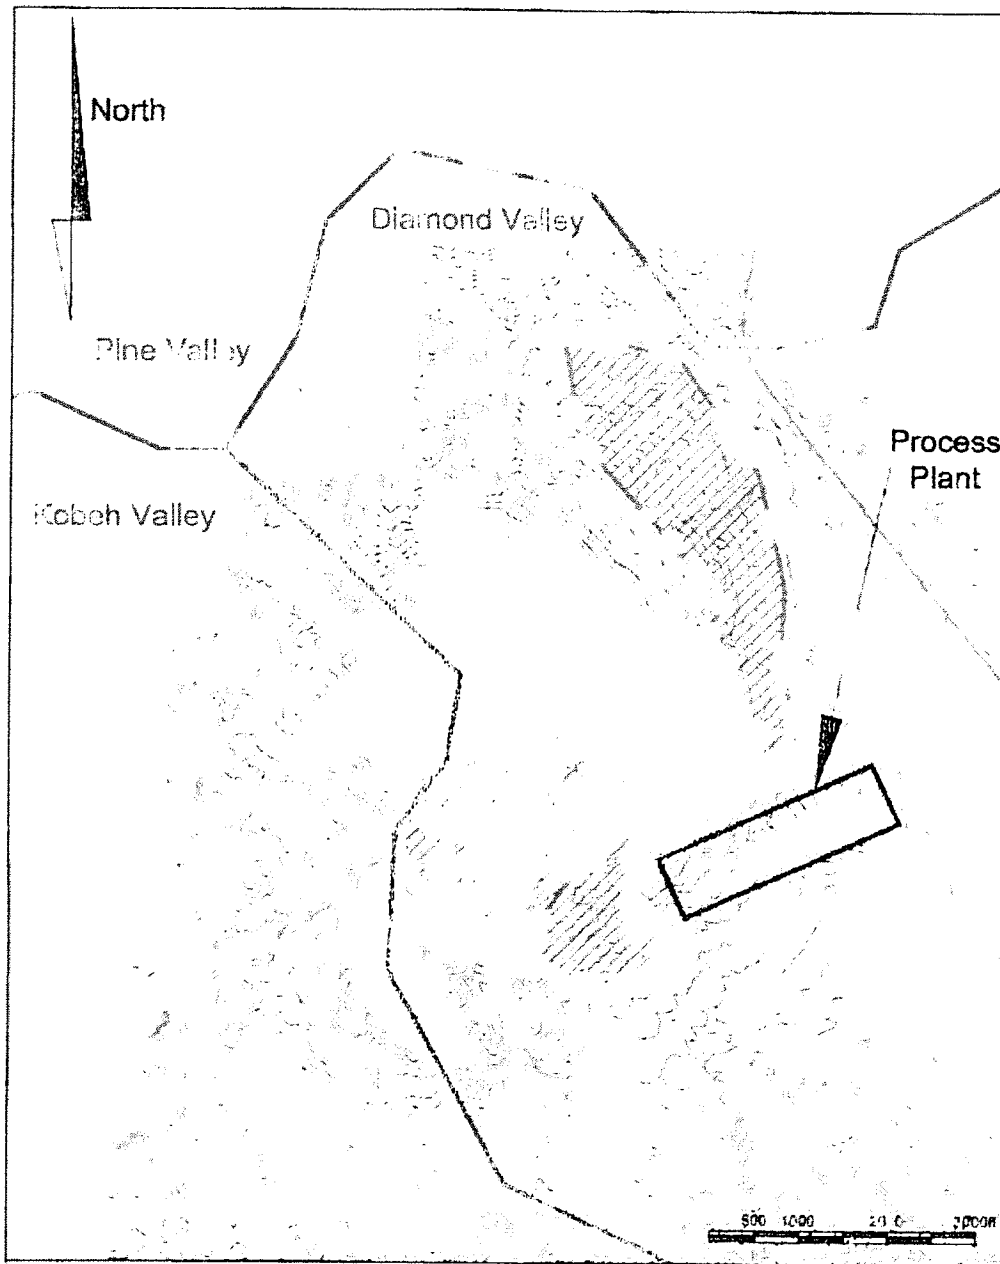 North
Diamond Valley
Pine Valley
Process
Plant
Kobeh Valley
500 1000